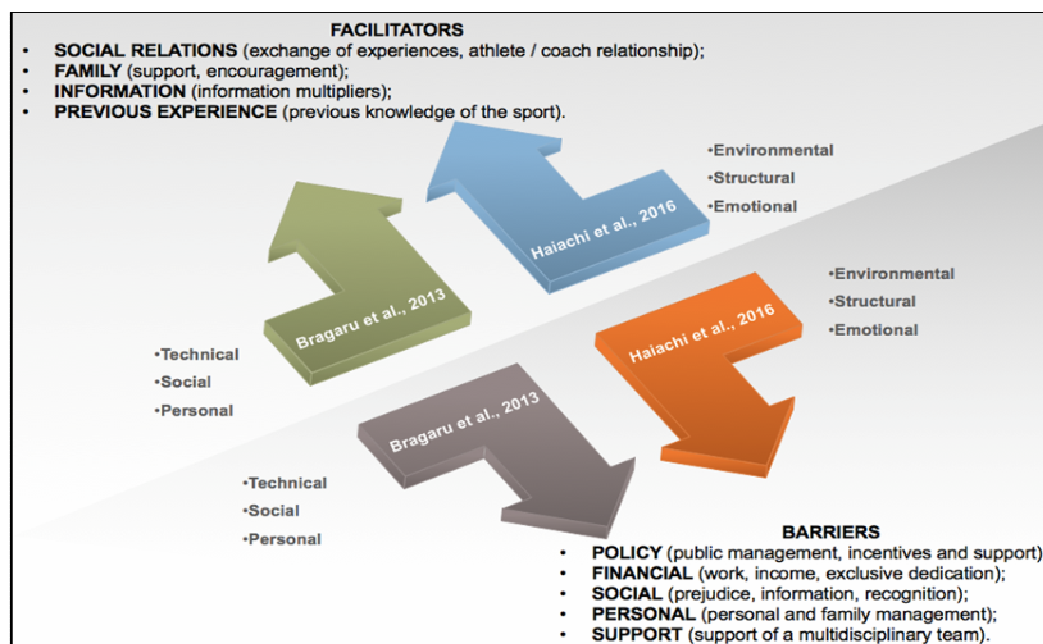 FACILITATORS
• SOCIAL RELATIONS (exchange of experiences, athlete / coach relationship);
• FAMILY (support, encouragement);
• INFORMATION (information multipliers);
• PREVIOUS EXPERIENCE (previous knowledge of the sport).
•Environmental
•Structural
•Emotional
Haiachi et al., 2016
Bragaru et al., 2013
•Technical
•Social
•Personal
•Environmental
•Structural
•Emotional
Haiachi et al., 2016
Bragaru et al., 2013
•Technical
•Social
•Personal
BARRIERS
• POLICY (public management, incentives and support)
• FINANCIAL (work, income, exclusive dedication);
• SOCIAL (prejudice, information, recognition);
• PERSONAL (personal and family management);
• SUPPORT (support of a multidisciplinary team).